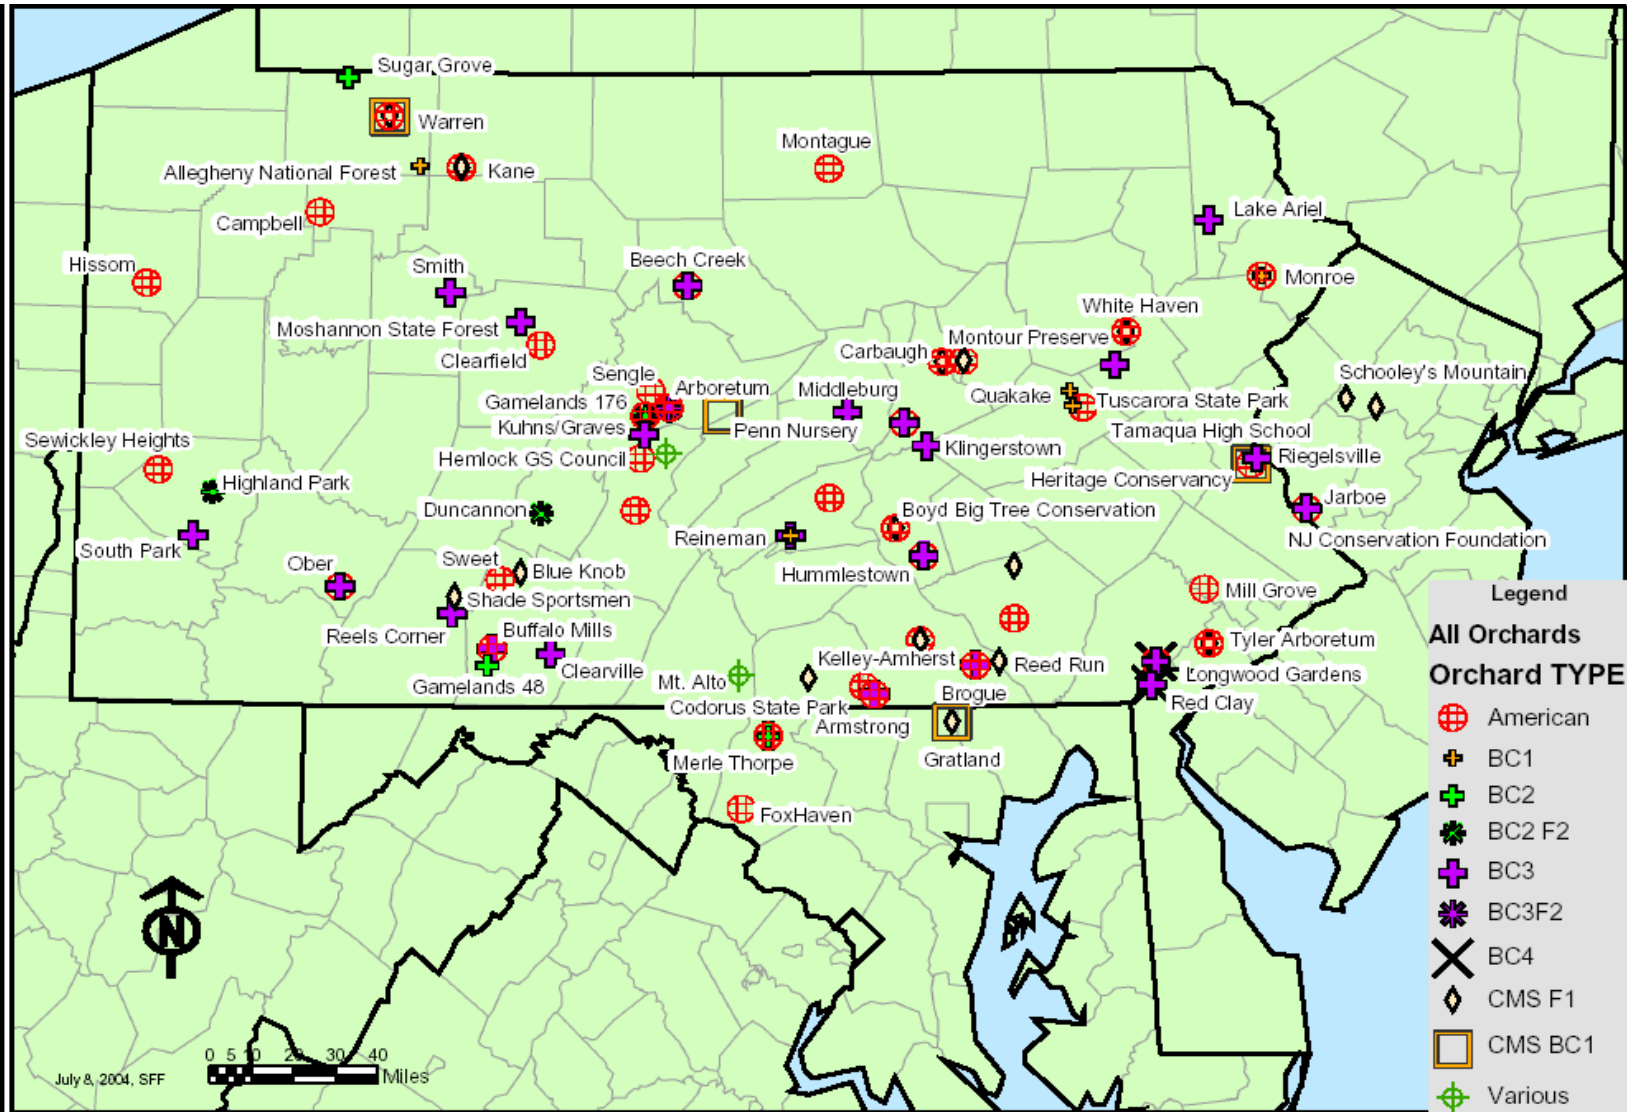 Sugar Grove
Warren
Montague
Allegheny National Forest
Kane
Campbell
Lake Ariel
Hissom
Smith
Beech Creek
Monroe
White Haven
Moshannon State Forest
Montour Preserve
Clearfield
Carbaugh
Schooley's Mountain
Sengle
Arboretum
Middleburg
Quakake
Tuscarora State Park
Gamelands 176
Kuhns/Graves
Penn Nursery
Tamaqua High School
Sewickley Heights
Hemlock GS Council
Klingerstown
Riegelsville
Highland Park
Heritage Conservancy
Duncannon
Boyd Big Tree Conservation
Jarboe
South Park
Reineman
NJ Conservation Foundation
Ober
Sweet
Blue Knob
Hummlestown
Shade Sportsmen
Mill Grove
Reels Corner
Buffalo Mills
Tyler Arboretum
Clearville
Kelley-Amherst
Reed Run
Gamelands 48
Mt. Alto
Longwood Gardens
Codorus State Park
Brogue
Red Clay
Armstrong
Merle Thorpe
Gratland
FoxHaven
N
0 5 10 20 30 40
Miles
July 8, 2004, SFF
Legend
All Orchards
Orchard TYPE
American
BC1
BC2
BC2 F2
BC3
BC3F2
BC4
CMS F1
CMS BC1
Various